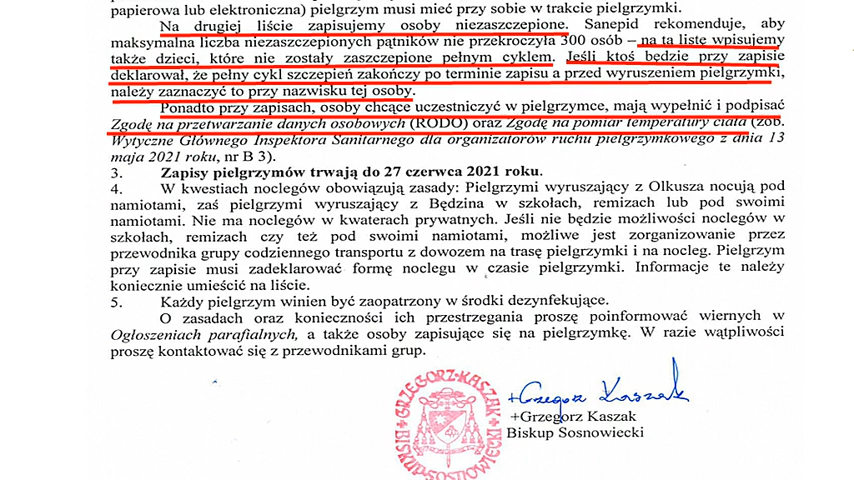 papierowa lub elektroniczna) pielgrzym musi mieć przy sobie w trakcie pielgrzymki.
Na drugiej liście zapisujemy osoby niezaszczepione. Sanepid rekomenduje, aby
maksymalna liczba niezaszczepionych pątników nie przekroczyła 300 osób – na tą listę wpisujemy
także dzieci, które nie zostały zaszczepione pełnym cyklem. Jeśli ktoś będzie przy zapisie
deklarował, że pełny cykl szczepień zakończy po terminie zapisu a przed wyruszeniem pielgrzymki,
należy zaznaczyć to przy nazwisku tej osoby.
Ponadto przy zapisach, osoby chcące uczestniczyć w pielgrzymce, mają wypełnić i podpisać
Zgodę na przetwarzanie danych osobowych (RODO) oraz Zgodę na pomiar temperatury ciała (zob.
Wytyczne Głównego Inspektora Sanitarnego dla organizatorów ruchu pielgrzymkowego z dnia 13
maja 2021 roku, nr B 3).
3. Zapisy pielgrzymów trwają do 27 czerwca 2021 roku.
4. W kwestiach noclegów obowiązują zasady: Pielgrzymi wyruszający z Olkusza nocują pod
namiotami, zaś pielgrzymi wyruszający z Będzina w szkołach, remizach lub pod swoimi
namiotami. Nie ma noclegów w kwaterach prywatnych. Jeśli nie będzie możliwości noclegów w
szkołach, remizach czy też pod swoimi namiotami, możliwe jest zorganizowanie przez
przewodnika grupy codziennego transportu z dowozem na trasę pielgrzymki i na nocleg. Pielgrzym
przy zapisie musi zadeklarować formę noclegu w czasie pielgrzymki. Informacje te należy
koniecznie umieścić na liście.
5. Każdy pielgrzym winien być zaopatrzony w środki dezynfekujące.
O zasadach oraz konieczności ich przestrzegania proszę poinformować wiernych w
Ogłoszeniach parafialnych, a także osoby zapisujące się na pielgrzymkę. W razie wątpliwości
proszę kontaktować się z przewodnikami grup.
+Grzegorz Kaszak
+Grzegorz Kaszak
Biskup Sosnowiecki
GRZEGORZ·KASZAK
BISKUP·SOSNOWIECKI